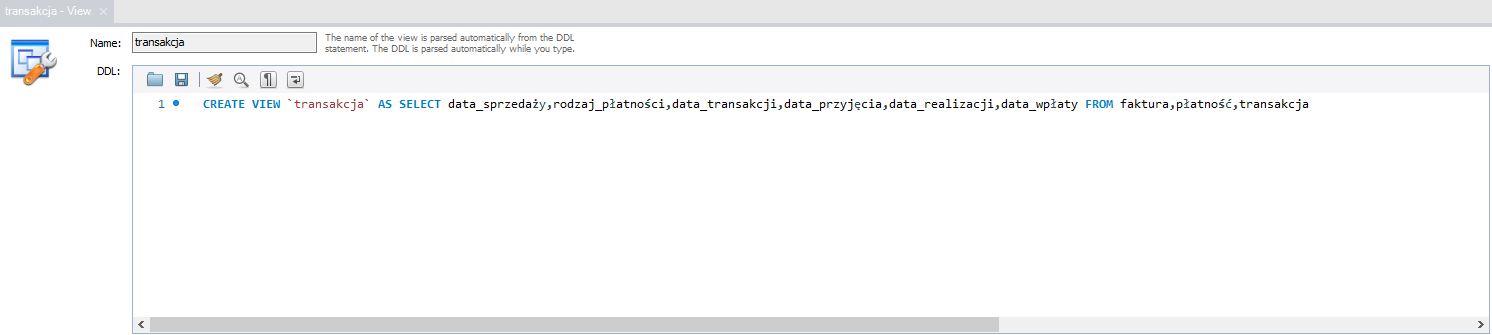 transakcja - View ×
Name: transakcja
The name of the view is parsed automatically from the DDL
statement. The DDL is parsed automatically while you type.
DDL:
1 CREATE VIEW `transakcja` AS SELECT data_sprzedaży,rodzaj_płatności,data_transakcji,data_przyjęcia,data_realizacji,data_wpłaty FROM faktura,płatność,transakcja